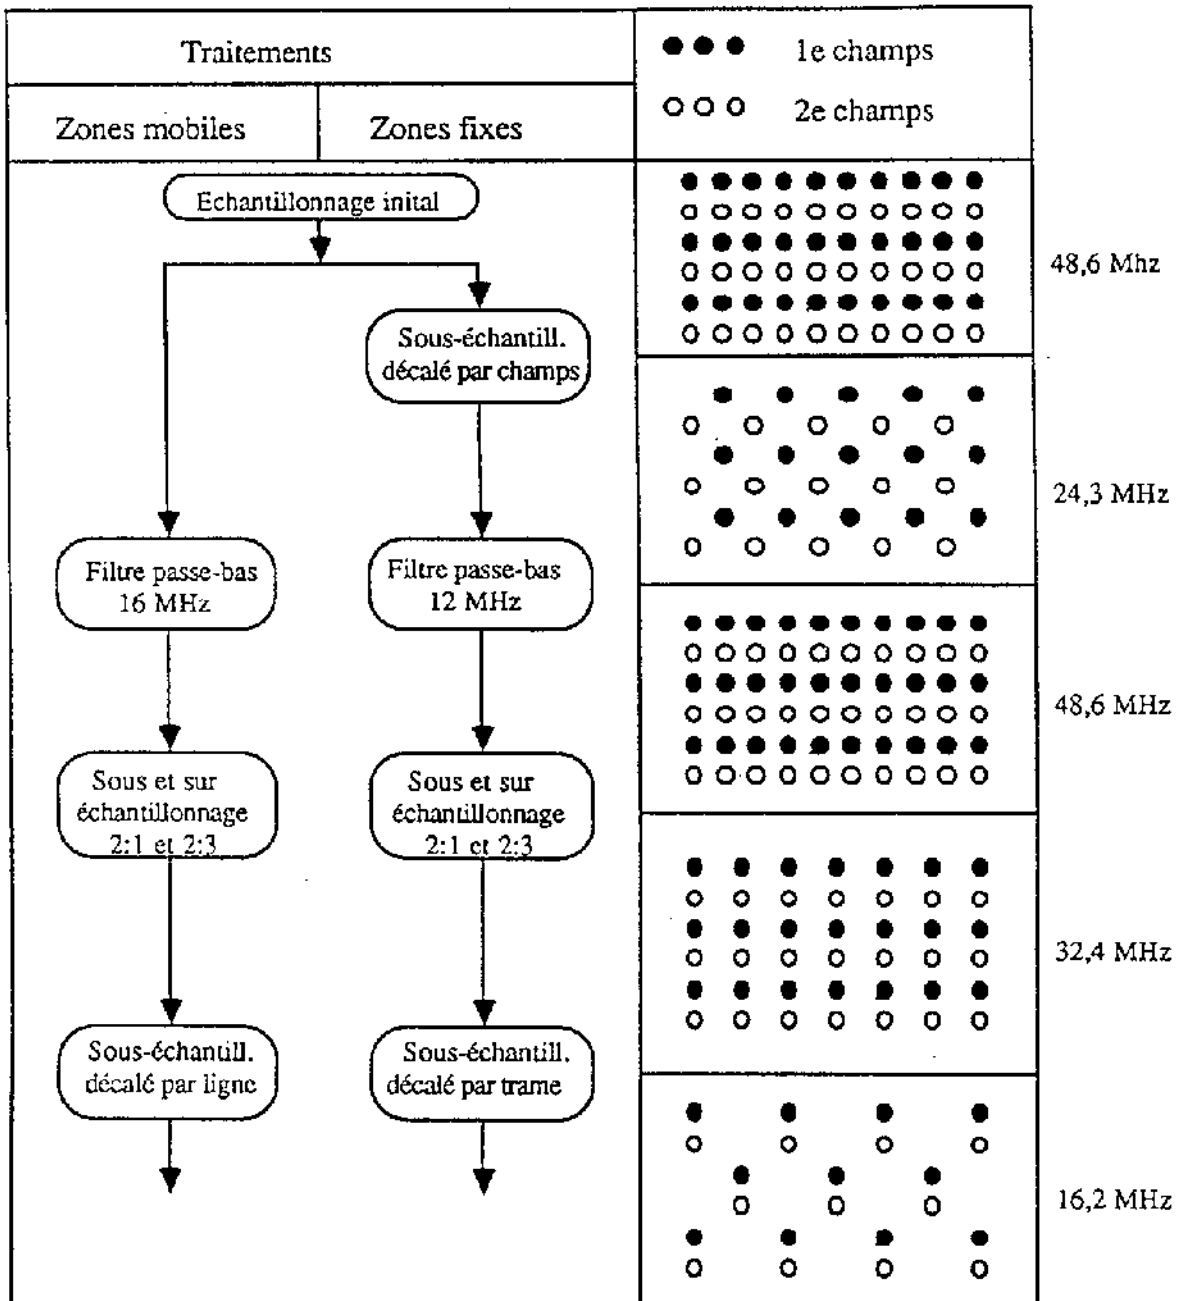 Traitements
1e champs
2e champs
Zones mobiles
Zones fixes
Echantillonnage inital
48,6 Mhz
Sous-échantill.
décalé par champs
24,3 MHz
Filtre passe-bas
16 MHz
Filtre passe-bas
12 MHz
48,6 MHz
Sous et sur
échantillonnage
2:1 et 2:3
Sous et sur
échantillonnage
2:1 et 2:3
32,4 MHz
Sous-échantill.
décalé par ligne
Sous-échantill.
décalé par trame
16,2 MHz